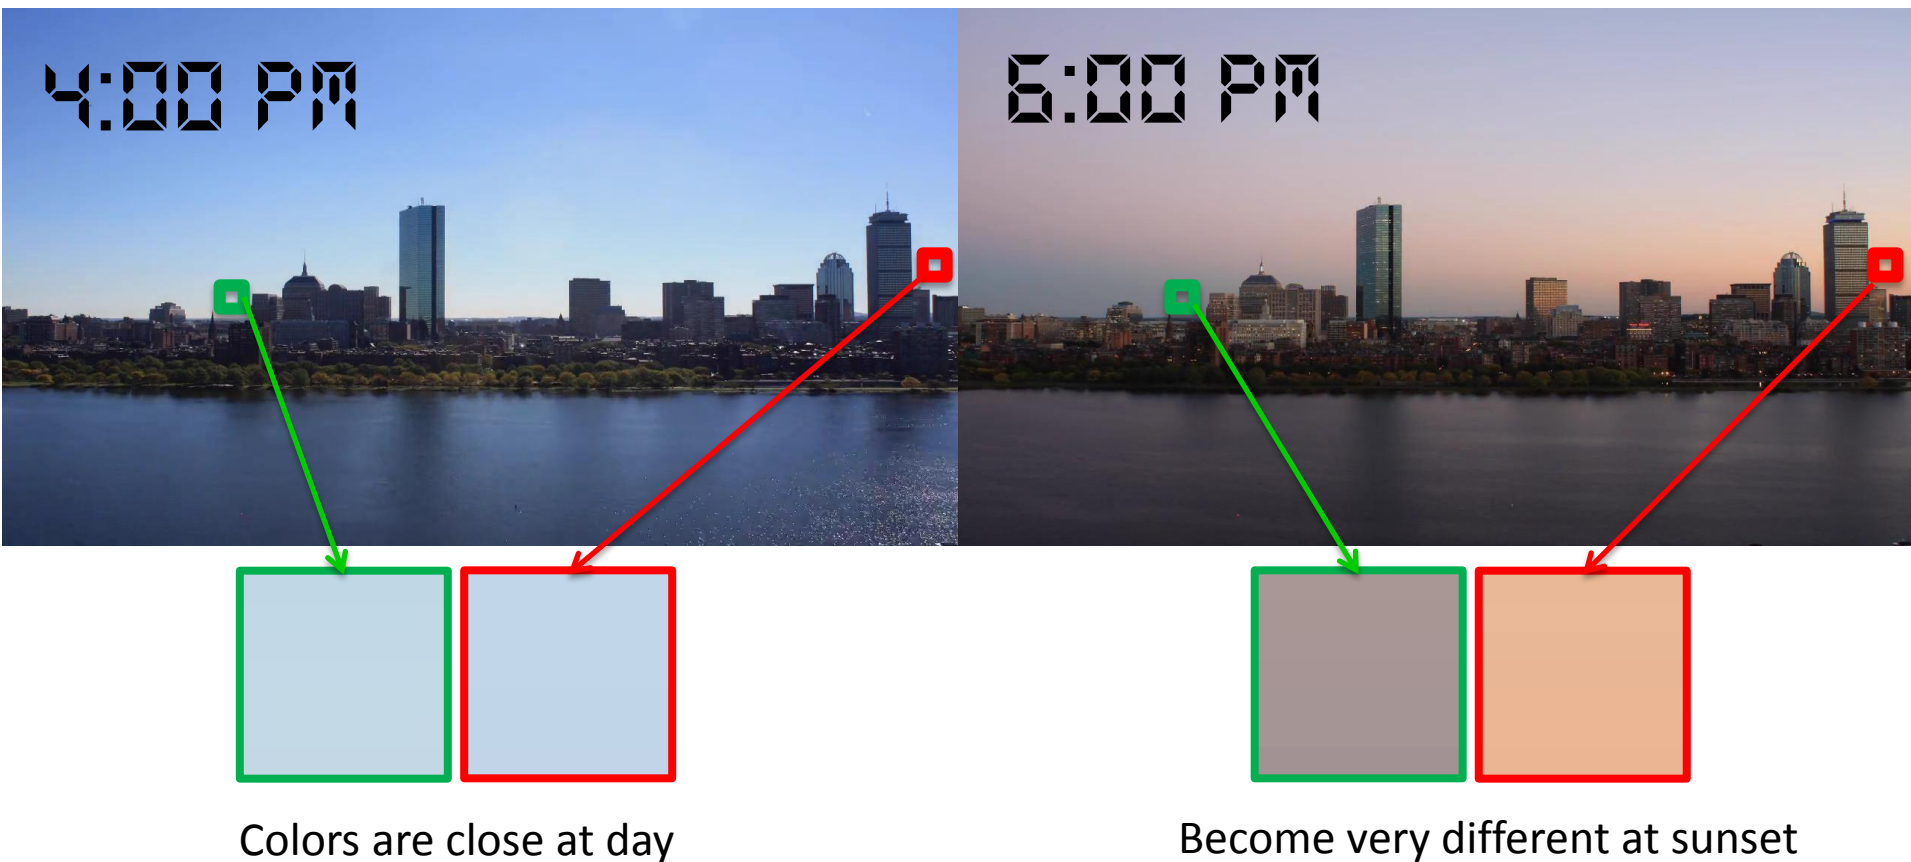 4:00 PM
6:00 PM
Colors are close at day
Become very different at sunset